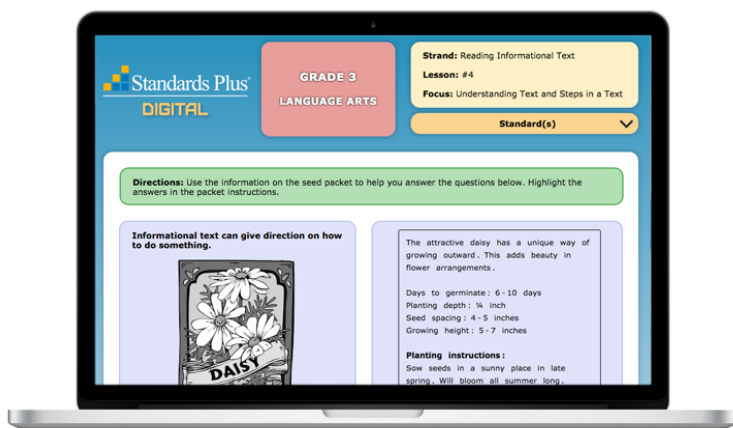 Standards Plus
DIGITAL
GRADE 3
LANGUAGE ARTS
Strand: Reading Informational Text
Lesson: #4
Focus: Understanding Text and Steps in a Text
Standard(s)
Directions: Use the information on the seed packet to help you answer the questions below. Highlight the
answers in the packet instructions.
Informational text can give direction on how
to do something.
DAISY
The attractive daisy has a unique way of
growing outward. This adds beauty in
flower arrangements.
Days to germinate: 6-10 days
Planting depth: ¼ inch
Seed spacing: 4-5 inches
Growing height: 5-7 inches
Planting instructions:
Sow seeds in a sunny place in late
spring. Will bloom all summer long.